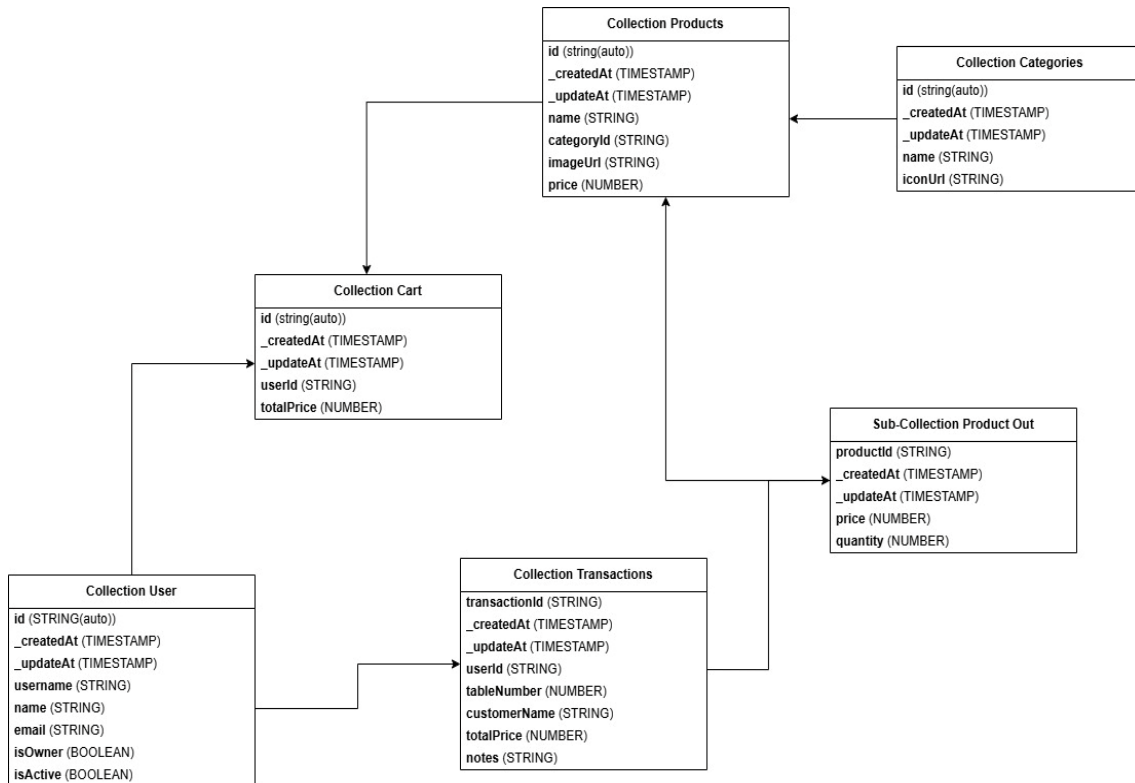 Collection Products
id (string(auto))
_createdAt (TIMESTAMP)
_updateAt (TIMESTAMP)
name (STRING)
categoryId (STRING)
imageUrl (STRING)
price (NUMBER)
Collection Categories
id (string(auto))
_createdAt (TIMESTAMP)
_updateAt (TIMESTAMP)
name (STRING)
iconUrl (STRING)
Collection Cart
id (string(auto))
_createdAt (TIMESTAMP)
_updateAt (TIMESTAMP)
userId (STRING)
totalPrice (NUMBER)
Sub-Collection Product Out
productId (STRING)
_createdAt (TIMESTAMP)
_updateAt (TIMESTAMP)
price (NUMBER)
quantity (NUMBER)
Collection User
id (STRING(auto))
_createdAt (TIMESTAMP)
_updateAt (TIMESTAMP)
username (STRING)
name (STRING)
email (STRING)
isOwner (BOOLEAN)
isActive (BOOLEAN)
Collection Transactions
transactionId (STRING)
_createdAt (TIMESTAMP)
_updateAt (TIMESTAMP)
userId (STRING)
tableNumber (NUMBER)
customerName (STRING)
totalPrice (NUMBER)
notes (STRING)